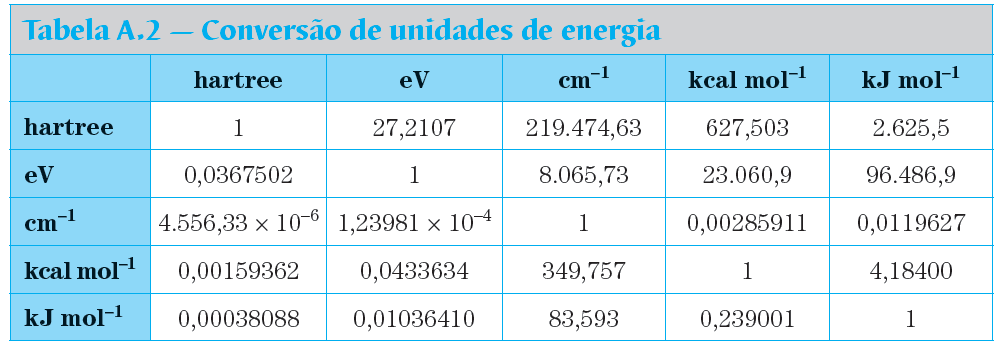 Tabela A.2 — Conversão de unidades de energia
hartree eV cm⁻¹ kcal mol⁻¹ kJ mol⁻¹
hartree 1 27,2107 219.474,63 627,503 2.625,5
eV 0,0367502 1 8.065,73 23.060,9 96.486,9
cm⁻¹ 4.556,33 × 10⁻⁶ 1,23981 × 10⁻⁴ 1 0,00285911 0,0119627
kcal mol⁻¹ 0,00159362 0,0433634 349,757 1 4,18400
kJ mol⁻¹ 0,00038088 0,01036410 83,593 0,239001 1